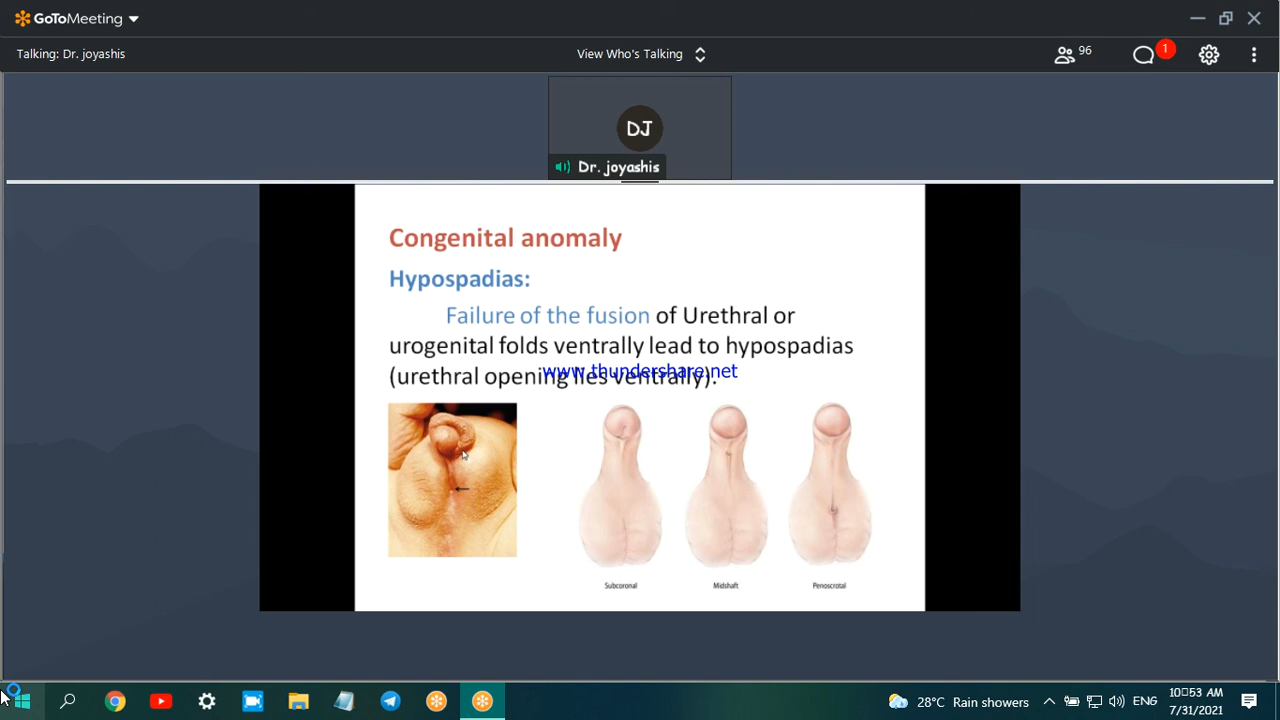 GoToMeeting
Talking: Dr. joyashis
View Who's Talking
96
1
DJ
Dr. joyashis
Congenital anomaly
Hypospadias:
Failure of the fusion of Urethral or
urogenital folds ventrally lead to hypospadias
(urethral opening lies ventrally).
www.thundershare.net
Subcoronal Midshaft Penoscrotal
28°C Rain showers
ENG
10:53 AM
7/31/2021